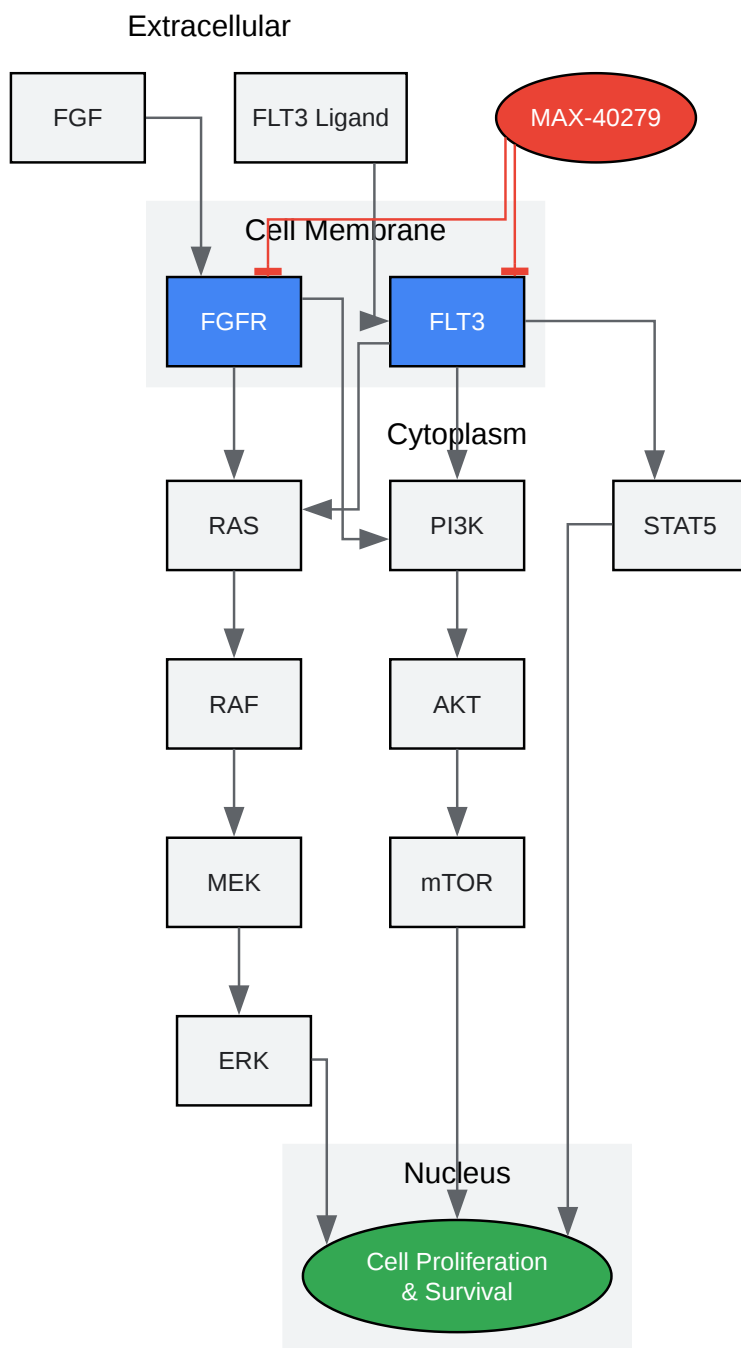 Extracellular
FGF
FLT3 Ligand
MAX-40279
Cell Membrane
FGFR
FLT3
Cytoplasm
RAS
PI3K
STAT5
RAF
AKT
MEK
mTOR
ERK
Nucleus
Cell Proliferation
& Survival